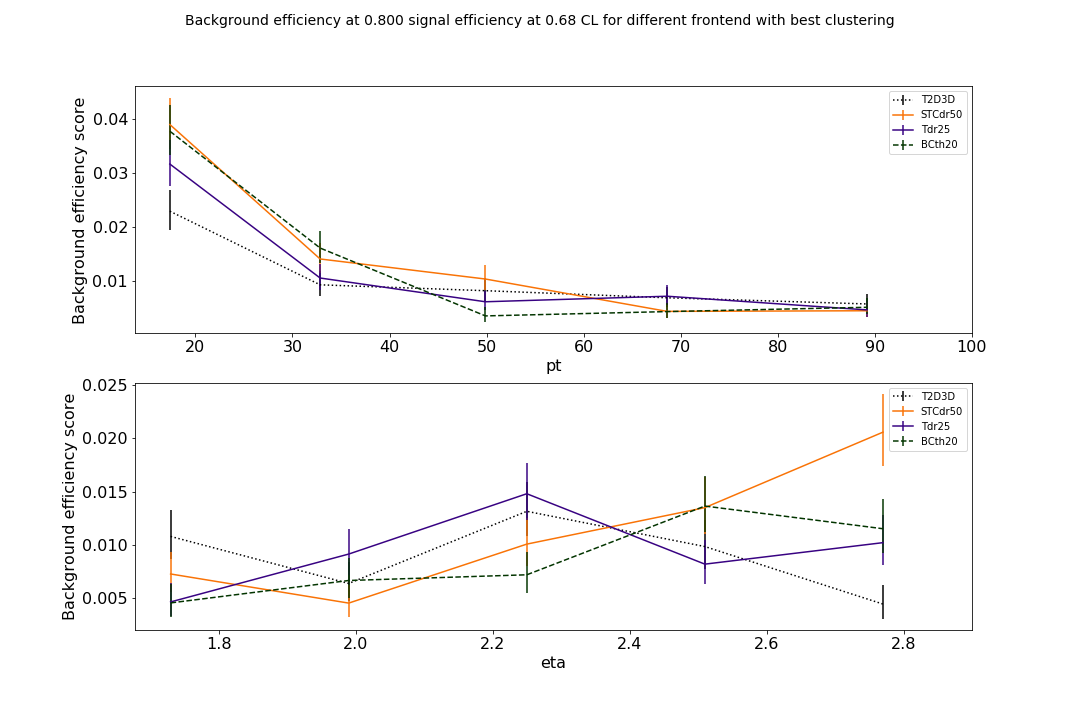 Background efficiency at 0.800 signal efficiency at 0.68 CL for different frontend with best clustering
Background efficiency score
0.04
0.03
0.02
0.01
T2D3D
STCdr50
Tdr25
BCth20
20 30 40 50 60 70 80 90 100
pt
Background efficiency score
0.025
0.020
0.015
0.010
0.005
T2D3D
STCdr50
Tdr25
BCth20
1.8 2.0 2.2 2.4 2.6 2.8
eta